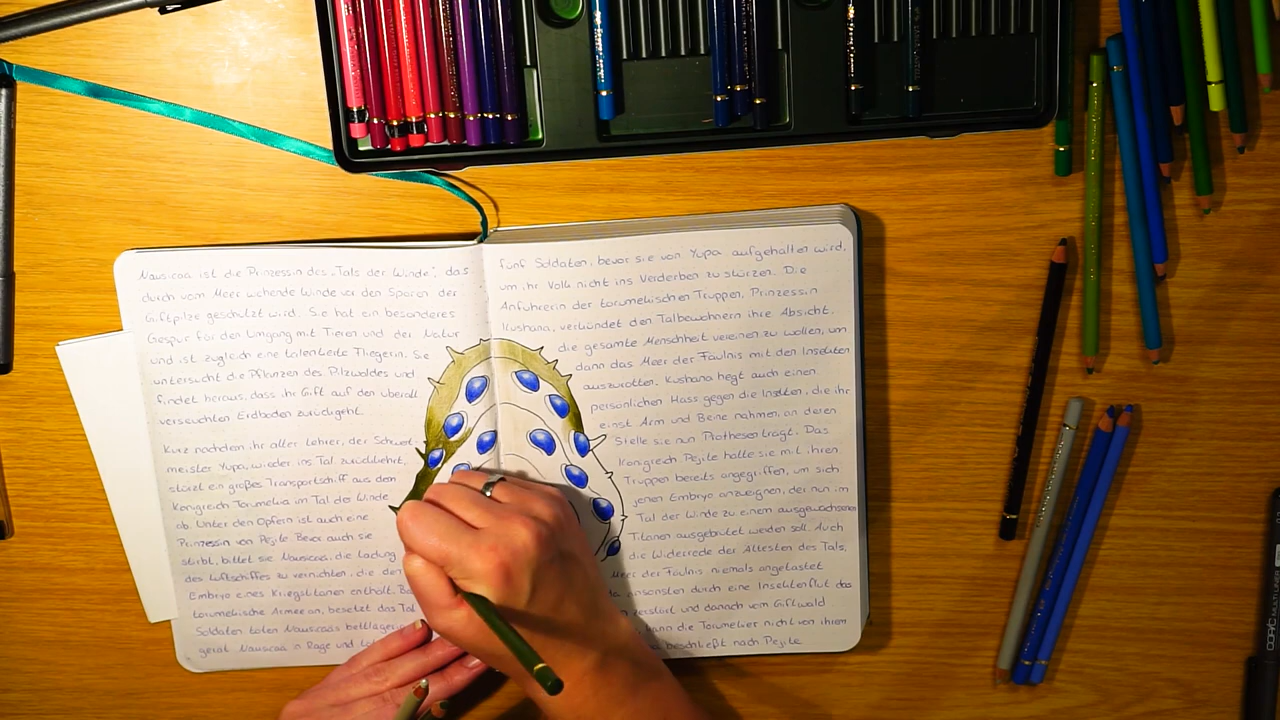 Nausicaa ist die Prinzessin des „Tals der Winde", das
durch vom Meer wehende Winde vor den Sporen der
Giftpilze geschützt wird. Sie hat ein besonderes
Gespür für den Umgang mit Tieren und der Natur
und ist zugleich eine talentierte Fliegerin. Sie
untersucht die Pflanzen des Pilzwaldes und
findet heraus, dass ihr Gift auf den überall
verseuchten Erdboden zurückgeht.
Kurz nachdem ihr alter Lehrer, der Schwert-
meister Yupa, wieder ins Tal zurückkehrt,
stürzt ein großes Transportschiff aus dem
Königreich Torumekia im Tal der Winde
ab. Unter den Opfern ist auch eine
Prinzessin von Pejite. Bevor auch sie
stirbt, bittet sie Nausicaä, die Ladung
des Luftschiffes zu vernichten, die den
Embryo eines Kriegstitanen enthält. Die
torumekische Armee an, besetzt das Tal
Soldaten töten Nausicaäs bettlägerig
gerät Nausicaä in Rage und
fünf Soldaten, bevor sie von Yupa aufgehalten wird,
um ihr Volk nicht ins Verderben zu stürzen. Die
Anführerin der torumekischen Truppen, Prinzessin
Kushana, verkündet den Talbewohnern ihre Absicht,
die gesamte Menschheit vereinen zu wollen, um
dann das Meer der Fäulnis mit den Insekten
auszurotten. Kushana hegt auch einen
persönlichen Hass gegen die Insekten, die ihr
einst Arm und Beine nahmen, an deren
Stelle sie nun Prothesen trägt. Das
Königreich Pejite hatte sie mit ihren
Truppen bereits angegriffen, um sich
jenen Embryo anzueignen, der nun im
Tal der Winde zu einem ausgewachsenen
Titanen ausgebrütet werden soll. Auch
die Widerrede der Ältesten des Tals,
Meer der Fäulnis niemals angetastet
ansonsten durch eine Insektenflut das
zerstört und danach vom Giftwald
kann die Torumekier nicht von ihrem
beschließt nach Pejite
COPIC